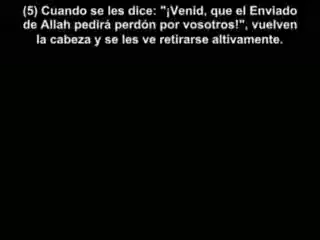 (5) Cuando se les dice: "¡Venid, que el Enviado
de Allah pedirá perdón por vosotros!", vuelven
la cabeza y se les ve retirarse altivamente.